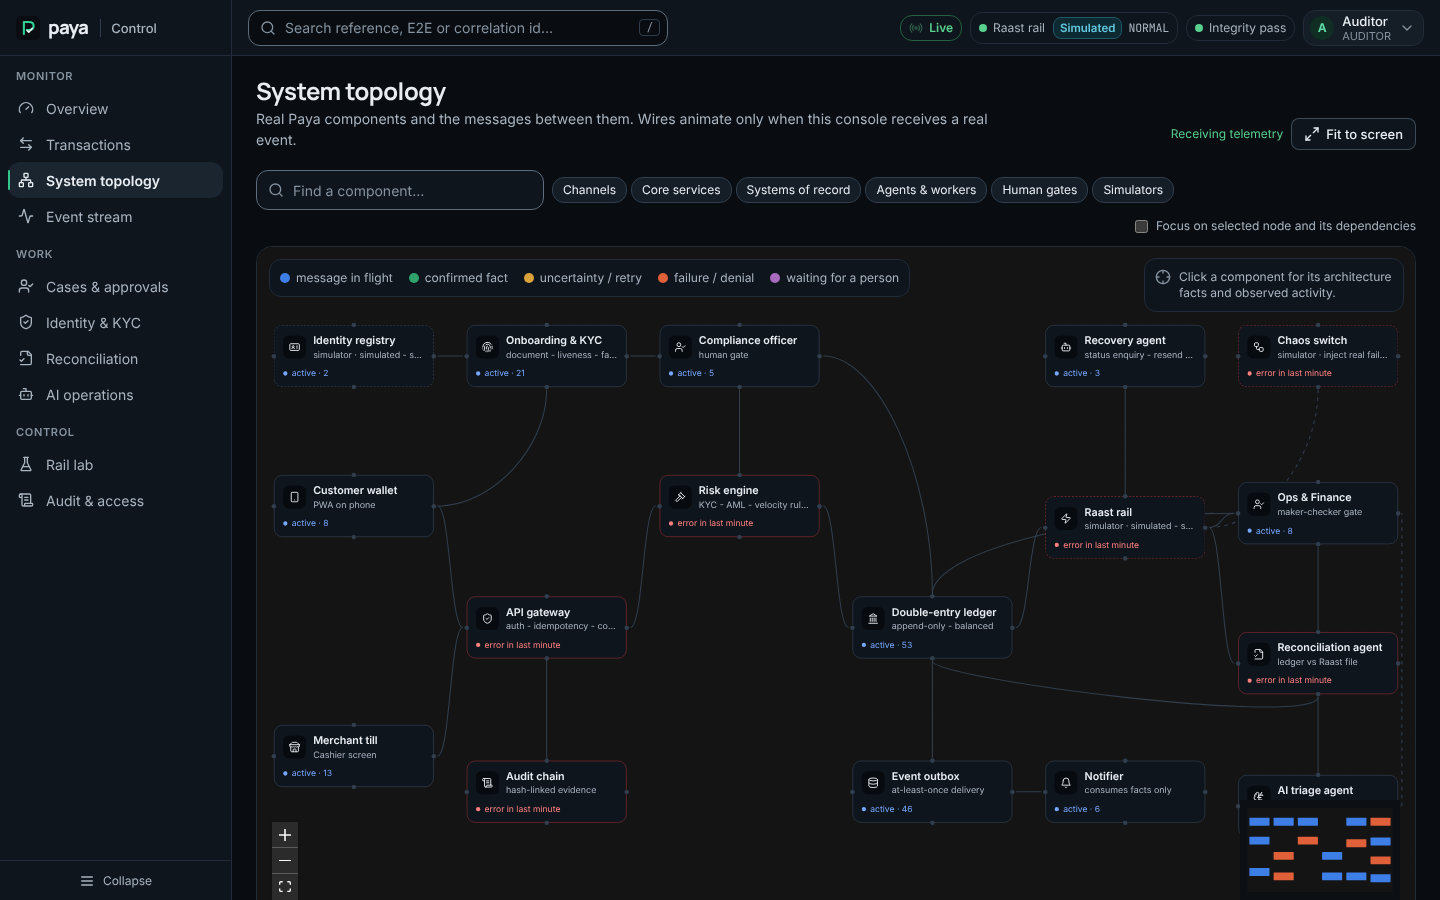 paya
Control
Search reference, E2E or correlation id...
/
Live
Raast rail
Simulated
NORMAL
Integrity pass
A
Auditor
AUDITOR
MONITOR
Overview
Transactions
System topology
Event stream
WORK
Cases & approvals
Identity & KYC
Reconciliation
AI operations
CONTROL
Rail lab
Audit & access
Collapse
System topology
Real Paya components and the messages between them. Wires animate only when this console receives a real
event.
Receiving telemetry
Fit to screen
Find a component...
Channels
Core services
Systems of record
Agents & workers
Human gates
Simulators
Focus on selected node and its dependencies
message in flight
confirmed fact
uncertainty / retry
failure / denial
waiting for a person
Click a component for its architecture
facts and observed activity.
Identity registry
simulator · simulated - s...
active · 2
Onboarding & KYC
document - liveness - fa...
active · 21
Compliance officer
human gate
active · 5
Recovery agent
status enquiry - resend ...
active · 3
Chaos switch
simulator · inject real fail...
error in last minute
Customer wallet
PWA on phone
active · 8
Risk engine
KYC - AML - velocity rul...
error in last minute
Raast rail
simulator · simulated - s...
error in last minute
Ops & Finance
maker-checker gate
active · 8
API gateway
auth - idempotency - co...
error in last minute
Double-entry ledger
append-only - balanced
active · 53
Reconciliation agent
ledger vs Raast file
error in last minute
Merchant till
Cashier screen
active · 13
Audit chain
hash-linked evidence
error in last minute
Event outbox
at-least-once delivery
active · 46
Notifier
consumes facts only
active · 6
AI triage agent